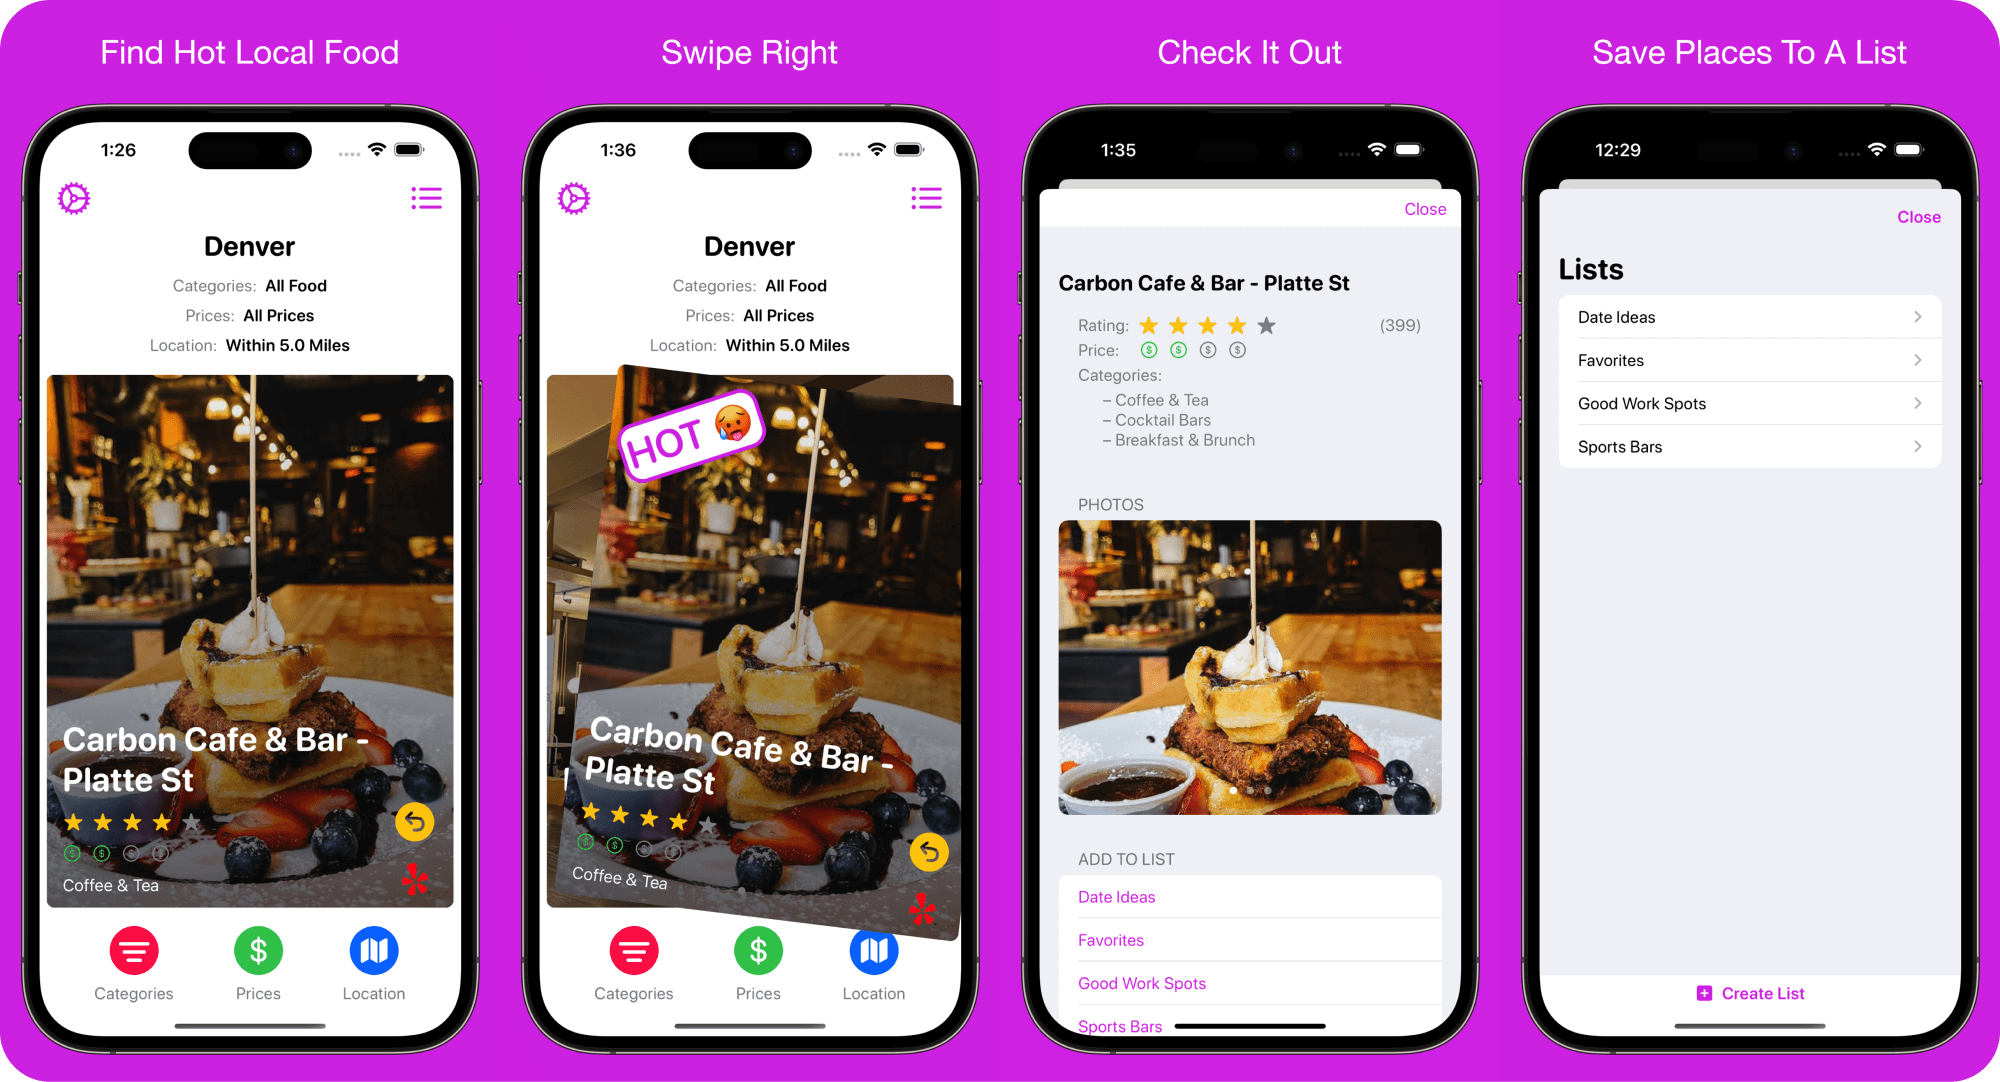 Find Hot Local Food
1:26
Denver
Categories: All Food
Prices: All Prices
Location: Within 5.0 Miles
Carbon Cafe & Bar -
Platte St
Coffee & Tea
Categories
Prices
Location
Swipe Right
1:36
Denver
Categories: All Food
Prices: All Prices
Location: Within 5.0 Miles
HOT 🥵
Carbon Cafe & Bar -
Platte St
Coffee & Tea
Categories
Prices
Location
Check It Out
1:35
Close
Carbon Cafe & Bar - Platte St
Rating: (399)
Price:
Categories:
– Coffee & Tea
– Cocktail Bars
– Breakfast & Brunch
PHOTOS
ADD TO LIST
Date Ideas
Favorites
Good Work Spots
Sports Bars
Save Places To A List
12:29
Close
Lists
Date Ideas
Favorites
Good Work Spots
Sports Bars
Create List